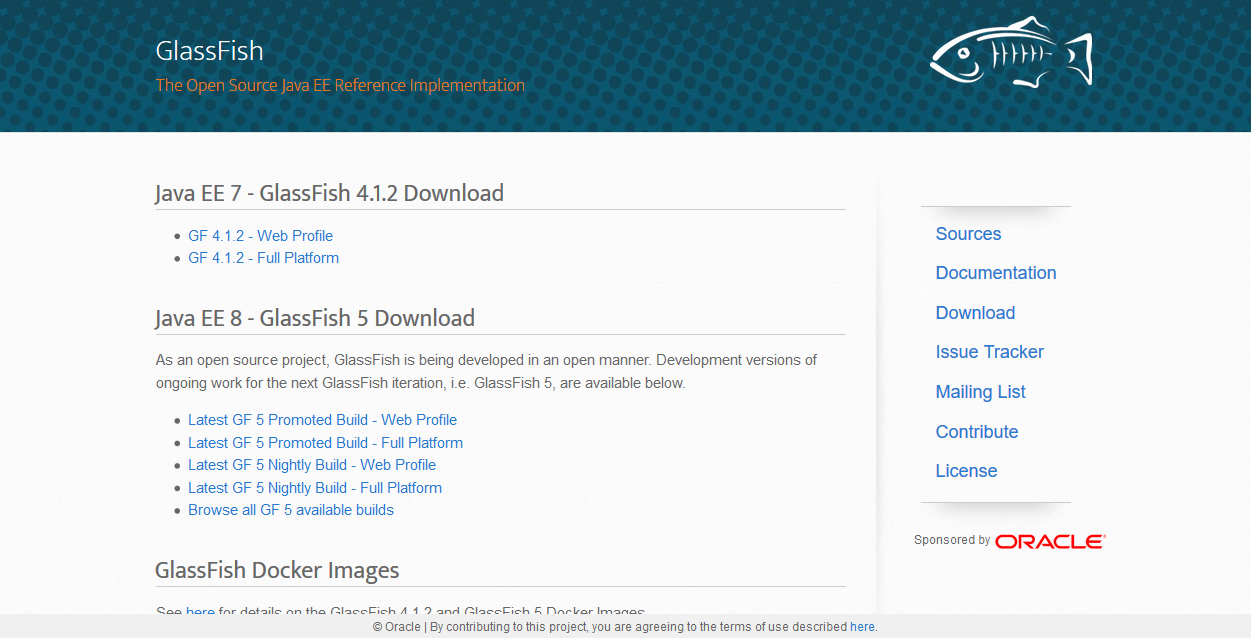 GlassFish
The Open Source Java EE Reference Implementation
Java EE 7 - GlassFish 4.1.2 Download
GF 4.1.2 - Web Profile
GF 4.1.2 - Full Platform
Java EE 8 - GlassFish 5 Download
As an open source project, GlassFish is being developed in an open manner. Development versions of
ongoing work for the next GlassFish iteration, i.e. GlassFish 5, are available below.
Latest GF 5 Promoted Build - Web Profile
Latest GF 5 Promoted Build - Full Platform
Latest GF 5 Nightly Build - Web Profile
Latest GF 5 Nightly Build - Full Platform
Browse all GF 5 available builds
GlassFish Docker Images
See here for details on the GlassFish 4.1.2 and GlassFish 5 Docker Images
Sources
Documentation
Download
Issue Tracker
Mailing List
Contribute
License
Sponsored by ORACLE
© Oracle | By contributing to this project, you are agreeing to the terms of use described here.